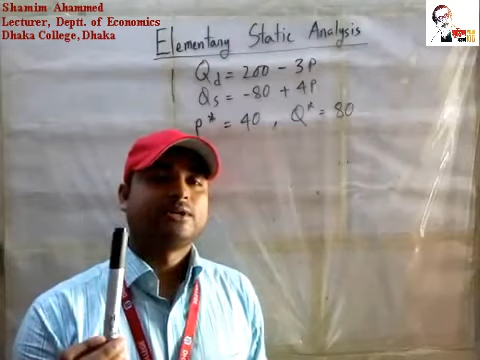 Shamim Ahammed
Lecturer, Deptt. of Economics
Dhaka College, Dhaka
Elementary Static Analysis
Qd = 200 - 3P
Qs = -80 + 4P
P* = 40, Q* = 80